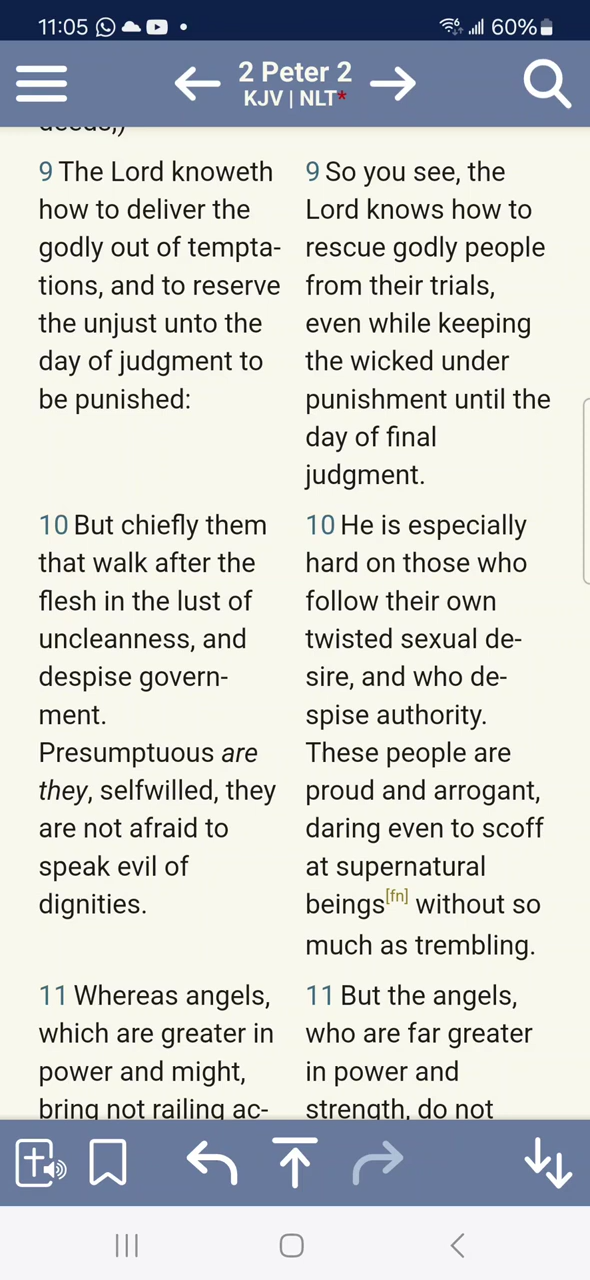 11:05 60%
2 Peter 2
KJV | NLT*
deeds;)
9 The Lord knoweth
how to deliver the
godly out of tempta-
tions, and to reserve
the unjust unto the
day of judgment to
be punished:
10 But chiefly them
that walk after the
flesh in the lust of
uncleanness, and
despise govern-
ment.
Presumptuous are
they, selfwilled, they
are not afraid to
speak evil of
dignities.
11 Whereas angels,
which are greater in
power and might,
bring not railing ac-
9 So you see, the
Lord knows how to
rescue godly people
from their trials,
even while keeping
the wicked under
punishment until the
day of final
judgment.
10 He is especially
hard on those who
follow their own
twisted sexual de-
sire, and who de-
spise authority.
These people are
proud and arrogant,
daring even to scoff
at supernatural
beings[fn] without so
much as trembling.
11 But the angels,
who are far greater
in power and
strength, do not